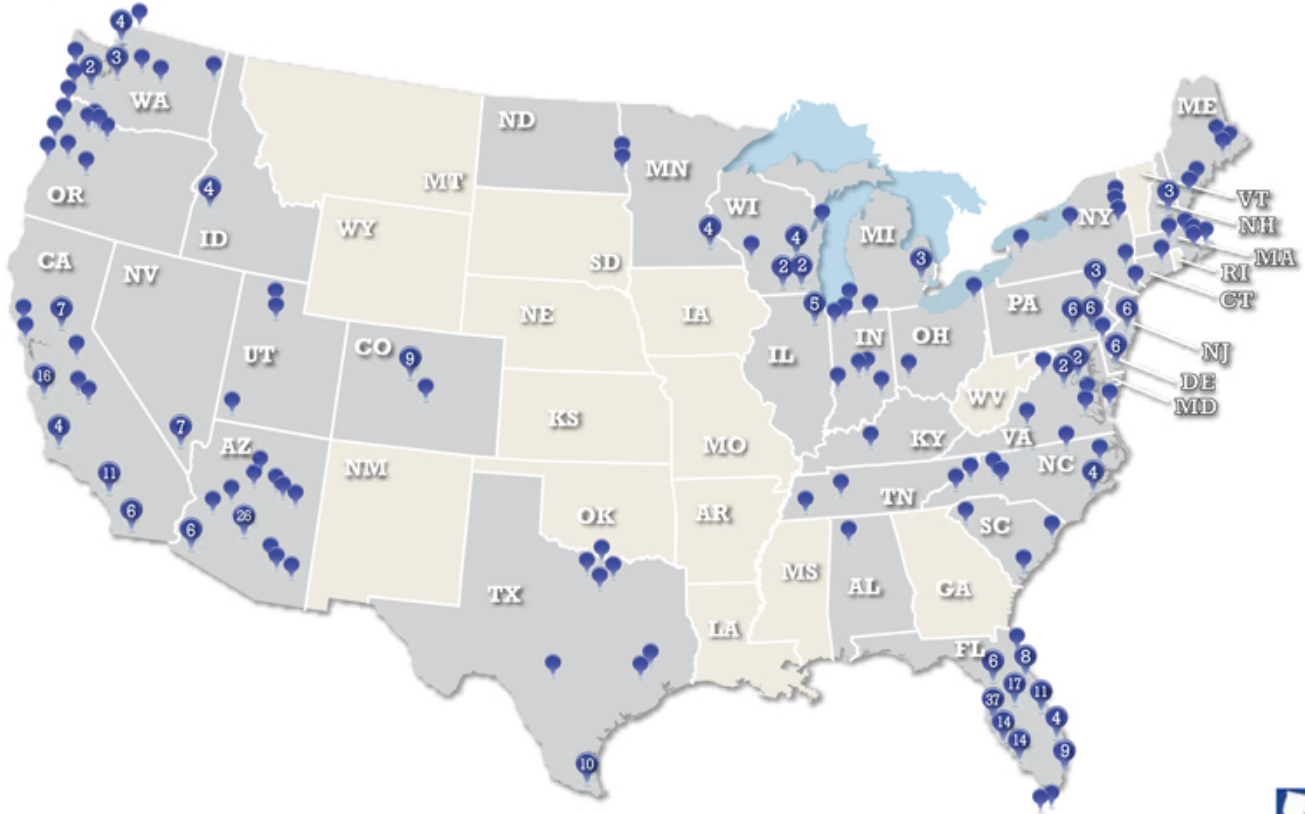 4
3
2
WA
ME
ND
MT
MN
OR
4
ID
WY
WI
4
4
2
2
MI
3
NY
3
VT
NH
MA
RI
CT
SD
CA
NV
7
NE
IA
5
IL
IN
OH
PA
3
6
6
6
NJ
6
DE
MD
2
2
UT
CO
9
16
WV
4
7
KS
MO
KY
VA
AZ
NM
11
NC
4
6
6
26
OK
AR
TN
SC
TX
MS
AL
GA
LA
FL
6
8
17
37
11
14
4
14
9
10